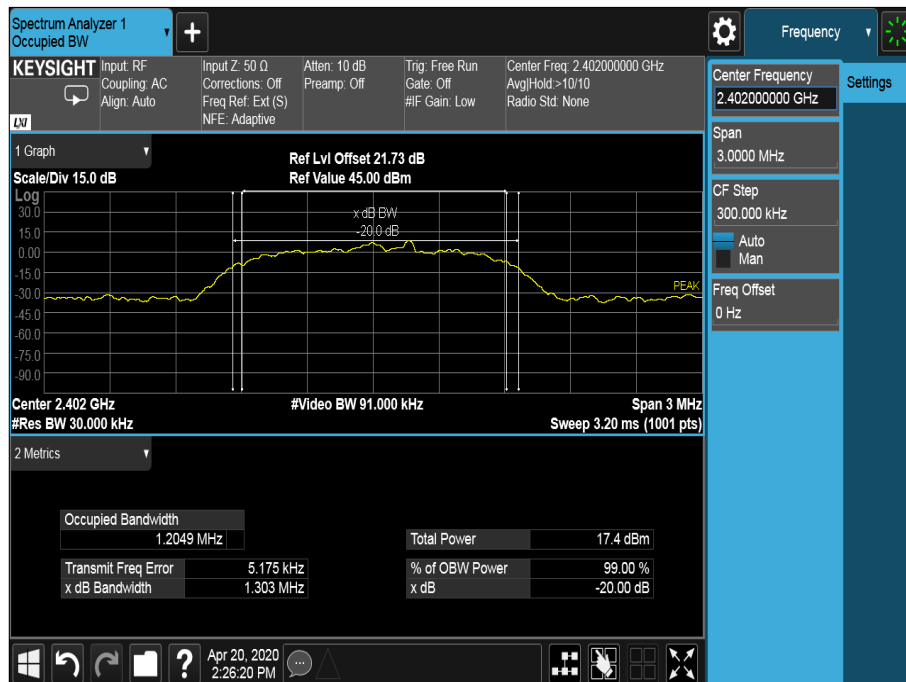 Spectrum Analyzer 1
Occupied BW
Frequency
KEYSIGHT
LXI
Input: RF
Coupling: AC
Align: Auto
Input Z: 50 Ω
Corrections: Off
Freq Ref: Ext (S)
NFE: Adaptive
Atten: 10 dB
Preamp: Off
Trig: Free Run
Gate: Off
#IF Gain: Low
Center Freq: 2.402000000 GHz
Avg|Hold:>10/10
Radio Std: None
Center Frequency
2.402000000 GHz
Settings
Span
3.0000 MHz
CF Step
300.000 kHz
Auto
Man
Freq Offset
0 Hz
1 Graph
Scale/Div 15.0 dB
Ref Lvl Offset 21.73 dB
Ref Value 45.00 dBm
Log
30.0
15.0
0.00
-15.0
-30.0
-45.0
-60.0
-75.0
-90.0
x dB BW
-20.0 dB
PEAK
Center 2.402 GHz
#Video BW 91.000 kHz
Span 3 MHz
#Res BW 30.000 kHz
Sweep 3.20 ms (1001 pts)
2 Metrics
Occupied Bandwidth
1.2049 MHz
Total Power 17.4 dBm
Transmit Freq Error 5.175 kHz
% of OBW Power 99.00 %
x dB Bandwidth 1.303 MHz
x dB -20.00 dB
?
Apr 20, 2020
2:26:20 PM